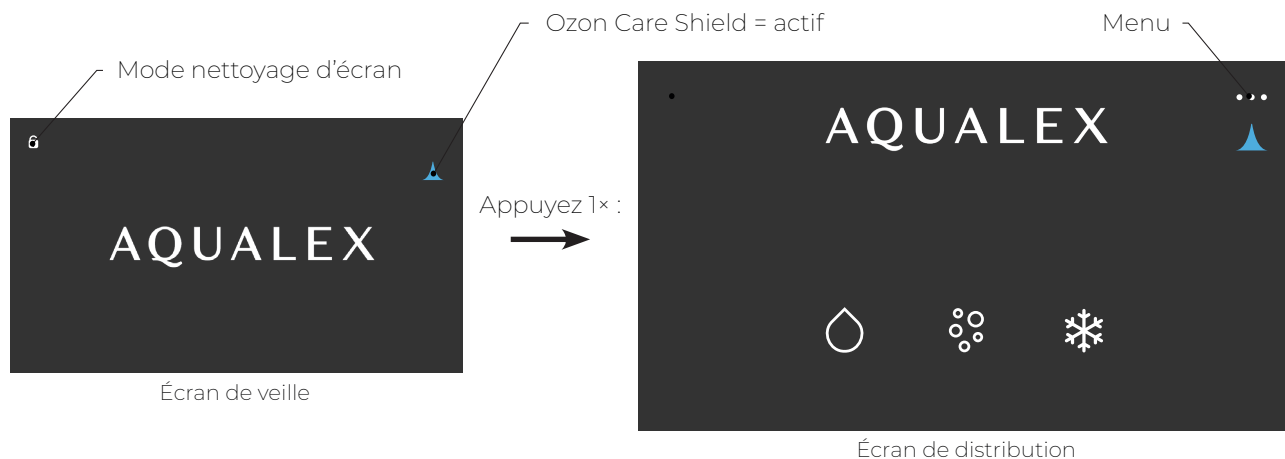 Ozon Care Shield = actif
Menu
Mode nettoyage d’écran
AQUALEX
Appuyez 1× :
AQUALEX
Écran de veille
Écran de distribution